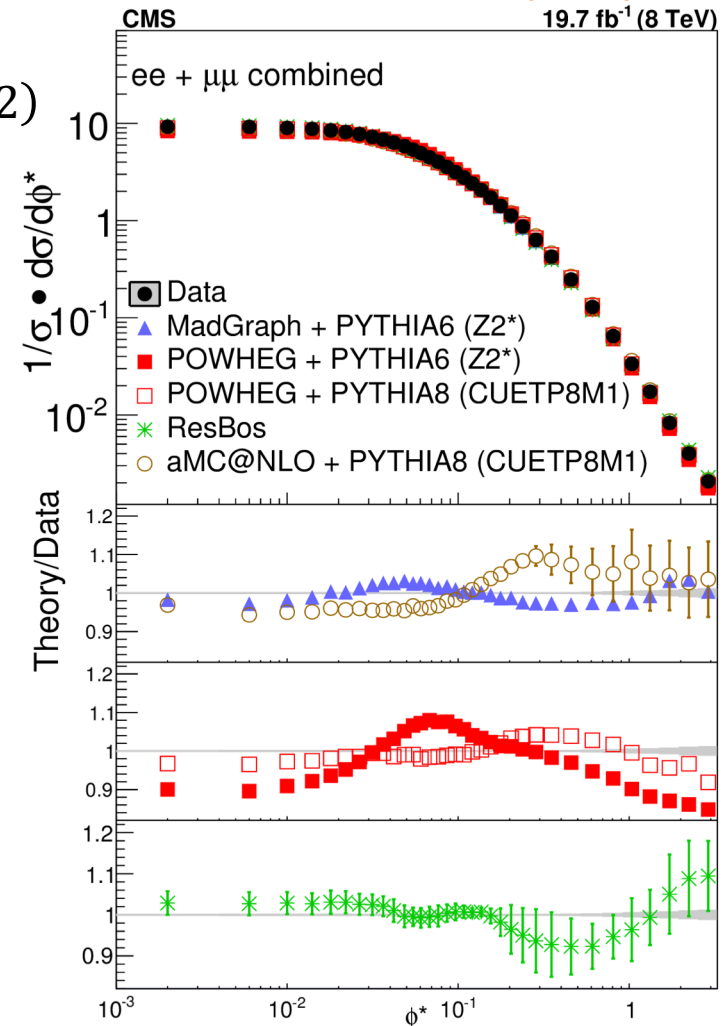 CMS 19.7 fb⁻¹ (8 TeV)
2)
ee + μμ combined
10
1
10⁻¹
10⁻²
1/σ • dσ/dϕ*
Data
MadGraph + PYTHIA6 (Z2*)
POWHEG + PYTHIA6 (Z2*)
POWHEG + PYTHIA8 (CUETP8M1)
ResBos
aMC@NLO + PYTHIA8 (CUETP8M1)
Theory/Data
1.2
1.1
1
0.9
1.2
1.1
1
0.9
1.2
1.1
1
0.9
10⁻³ 10⁻² 10⁻¹ 1
ϕ*